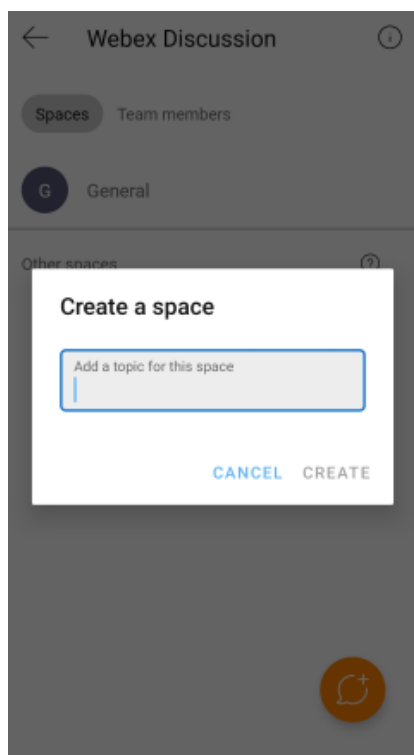 Webex Discussion
Spaces Team members
G General
Other spaces
Create a space
Add a topic for this space
CANCEL CREATE